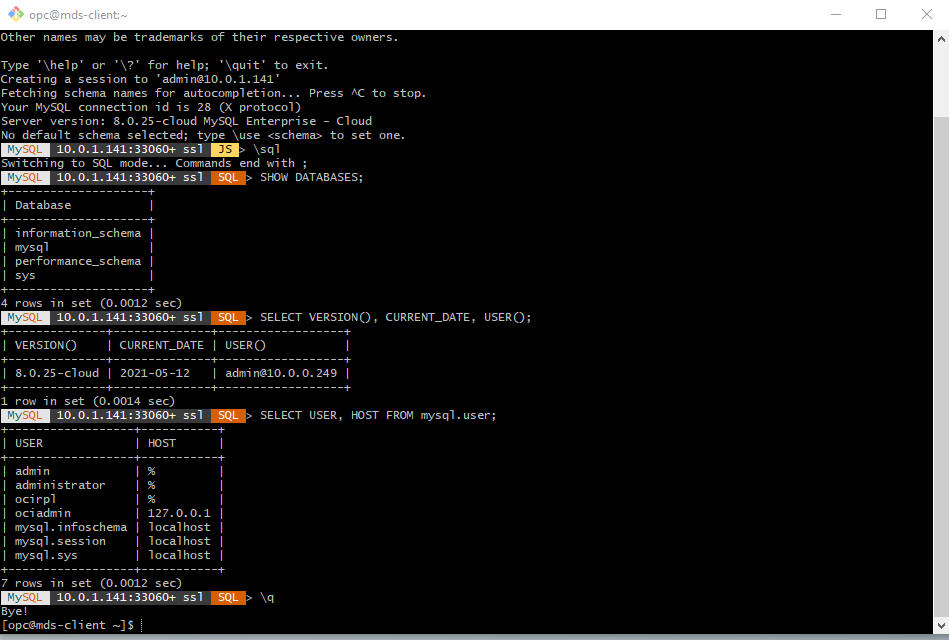 opc@mds-client:~
Other names may be trademarks of their respective owners.
Type '\help' or '\?' for help; '\quit' to exit.
Creating a session to 'admin@10.0.1.141'
Fetching schema names for autocompletion... Press ^C to stop.
Your MySQL connection id is 28 (X protocol)
Server version: 8.0.25-cloud MySQL Enterprise - Cloud
No default schema selected; type \use <schema> to set one.
MySQL 10.0.1.141:33060+ ssl JS > \sql
Switching to SQL mode... Commands end with ;
MySQL 10.0.1.141:33060+ ssl SQL > SHOW DATABASES;
+--------------------+
| Database           |
+--------------------+
| information_schema |
| mysql              |
| performance_schema |
| sys                |
+--------------------+
4 rows in set (0.0012 sec)
MySQL 10.0.1.141:33060+ ssl SQL > SELECT VERSION(), CURRENT_DATE, USER();
+--------------+--------------+------------------+
| VERSION()    | CURRENT_DATE | USER()           |
+--------------+--------------+------------------+
| 8.0.25-cloud | 2021-05-12   | admin@10.0.0.249 |
+--------------+--------------+------------------+
1 row in set (0.0014 sec)
MySQL 10.0.1.141:33060+ ssl SQL > SELECT USER, HOST FROM mysql.user;
+------------------+-----------+
| USER             | HOST      |
+------------------+-----------+
| admin            | %         |
| administrator    | %         |
| ocirpl           | %         |
| ociadmin         | 127.0.0.1 |
| mysql.infoschema | localhost |
| mysql.session    | localhost |
| mysql.sys        | localhost |
+------------------+-----------+
7 rows in set (0.0012 sec)
MySQL 10.0.1.141:33060+ ssl SQL > \q
Bye!
[opc@mds-client ~]$